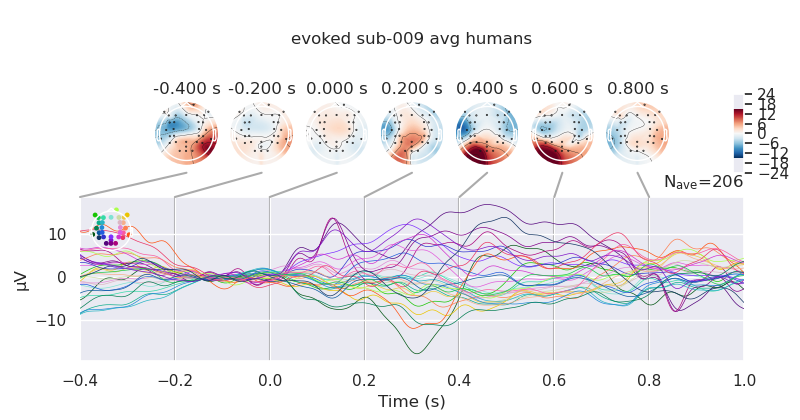 evoked sub-009 avg humans
-0.400 s -0.200 s 0.000 s 0.200 s 0.400 s 0.600 s 0.800 s
24
18
12
6
0
−6
−12
−18
−24
Nave=206
10
0
−10
µV
−0.4 −0.2 0.0 0.2 0.4 0.6 0.8 1.0
Time (s)